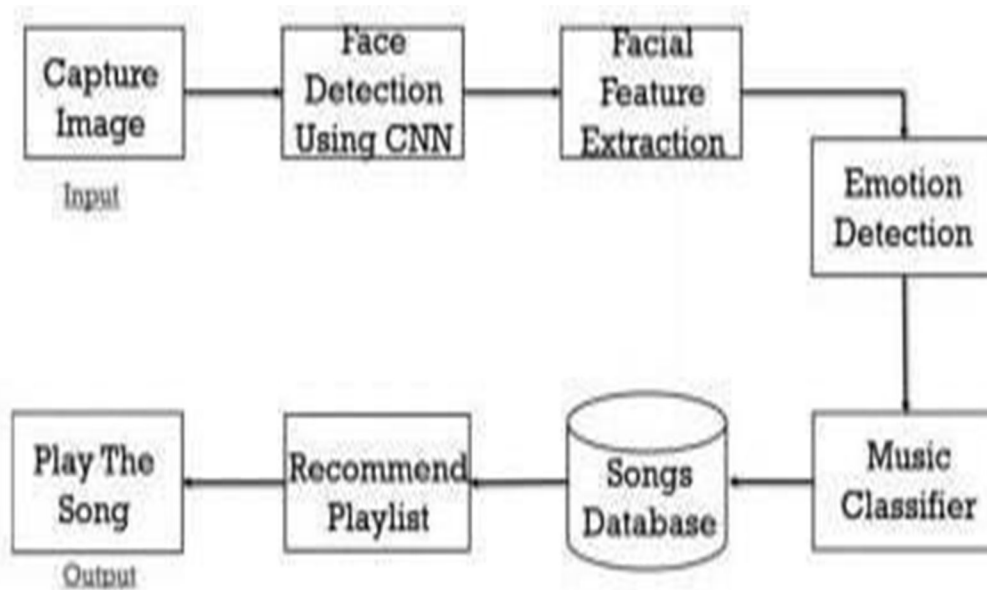 Capture
Image
Input
Face
Detection
Using CNN
Facial
Feature
Extraction
Emotion
Detection
Music
Classifier
Songs
Database
Recommend
Playlist
Play The
Song
Output